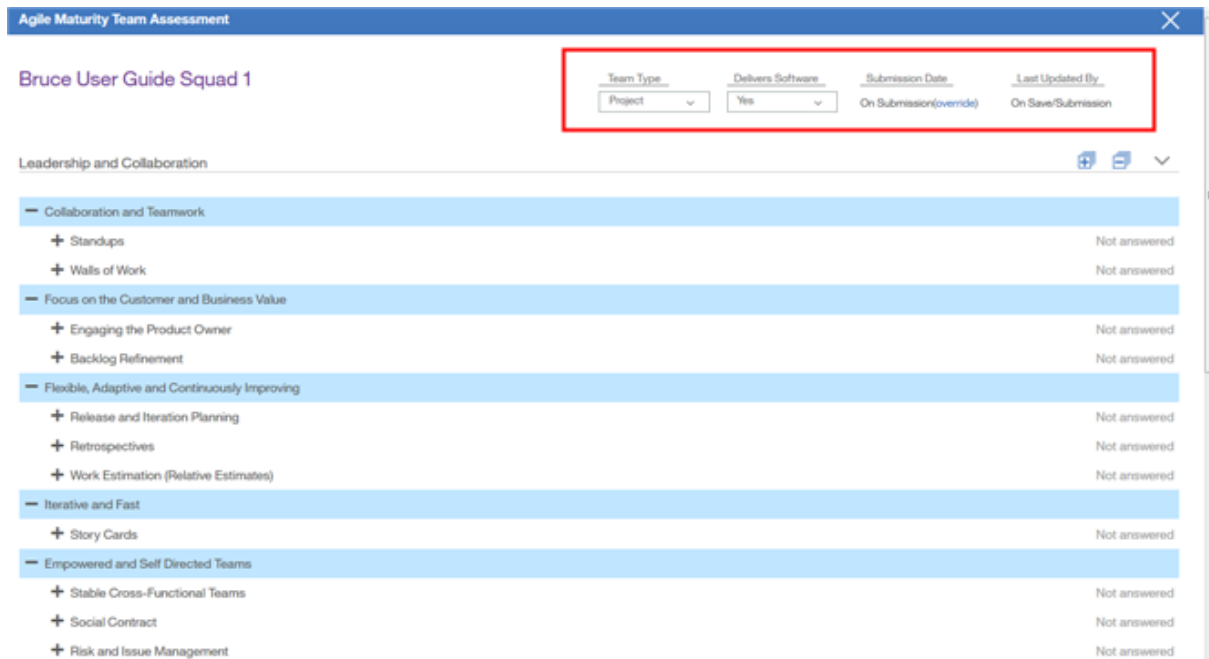 Agile Maturity Team Assessment
Bruce User Guide Squad 1
Team Type Delivers Software Submission Date Last Updated By
Project Yes On Submission(override) On Save/Submission
Leadership and Collaboration
Collaboration and Teamwork
Standups Not answered
Walls of Work Not answered
Focus on the Customer and Business Value
Engaging the Product Owner Not answered
Backlog Refinement Not answered
Flexible, Adaptive and Continuously Improving
Release and Iteration Planning Not answered
Retrospectives Not answered
Work Estimation (Relative Estimates) Not answered
Iterative and Fast
Story Cards Not answered
Empowered and Self Directed Teams
Stable Cross-Functional Teams Not answered
Social Contract Not answered
Risk and Issue Management Not answered